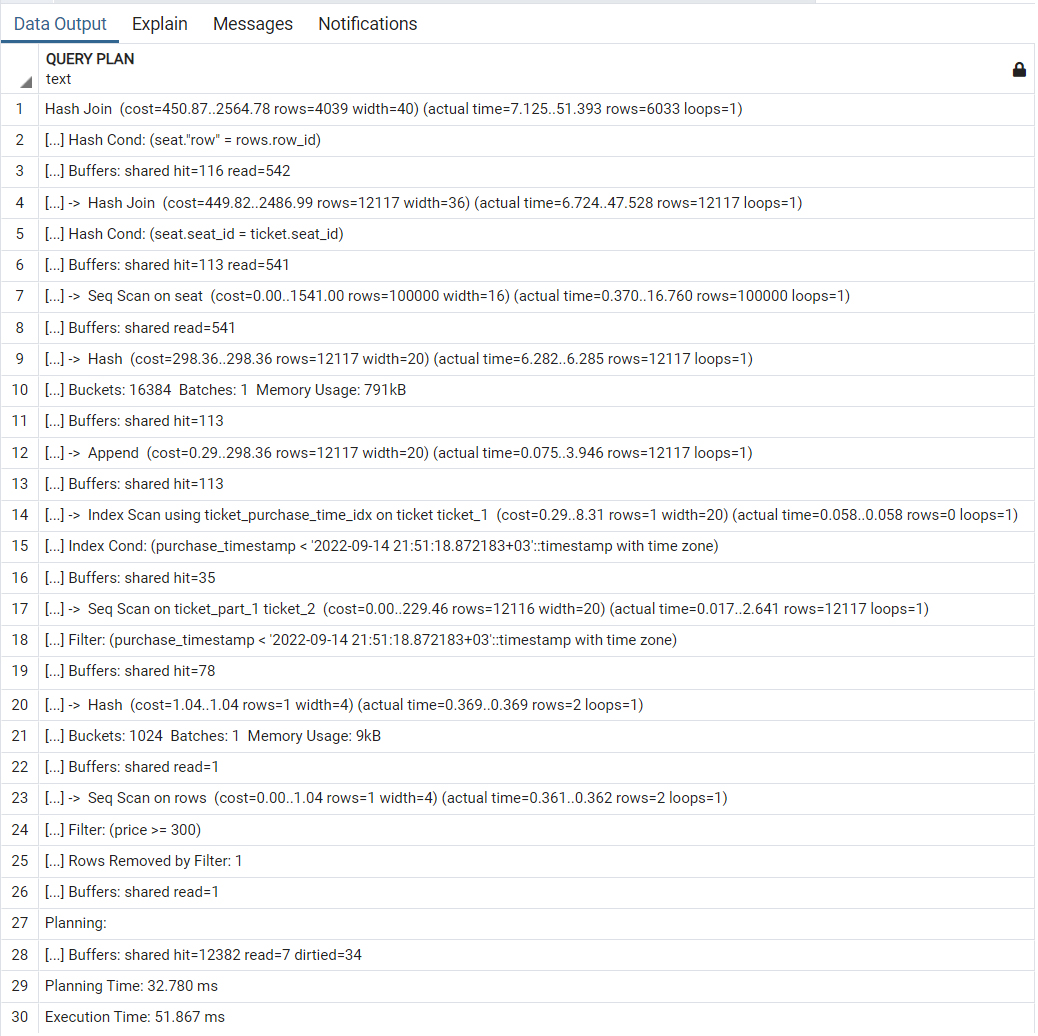 Data Output Explain Messages Notifications
QUERY PLAN
text
1 Hash Join (cost=450.87..2564.78 rows=4039 width=40) (actual time=7.125..51.393 rows=6033 loops=1)
2 [...] Hash Cond: (seat."row" = rows.row_id)
3 [...] Buffers: shared hit=116 read=542
4 [...] -> Hash Join (cost=449.82..2486.99 rows=12117 width=36) (actual time=6.724..47.528 rows=12117 loops=1)
5 [...] Hash Cond: (seat.seat_id = ticket.seat_id)
6 [...] Buffers: shared hit=113 read=541
7 [...] -> Seq Scan on seat (cost=0.00..1541.00 rows=100000 width=16) (actual time=0.370..16.760 rows=100000 loops=1)
8 [...] Buffers: shared read=541
9 [...] -> Hash (cost=298.36..298.36 rows=12117 width=20) (actual time=6.282..6.285 rows=12117 loops=1)
10 [...] Buckets: 16384 Batches: 1 Memory Usage: 791kB
11 [...] Buffers: shared hit=113
12 [...] -> Append (cost=0.29..298.36 rows=12117 width=20) (actual time=0.075..3.946 rows=12117 loops=1)
13 [...] Buffers: shared hit=113
14 [...] -> Index Scan using ticket_purchase_time_idx on ticket ticket_1 (cost=0.29..8.31 rows=1 width=20) (actual time=0.058..0.058 rows=0 loops=1)
15 [...] Index Cond: (purchase_timestamp < '2022-09-14 21:51:18.872183+03'::timestamp with time zone)
16 [...] Buffers: shared hit=35
17 [...] -> Seq Scan on ticket_part_1 ticket_2 (cost=0.00..229.46 rows=12116 width=20) (actual time=0.017..2.641 rows=12117 loops=1)
18 [...] Filter: (purchase_timestamp < '2022-09-14 21:51:18.872183+03'::timestamp with time zone)
19 [...] Buffers: shared hit=78
20 [...] -> Hash (cost=1.04..1.04 rows=1 width=4) (actual time=0.369..0.369 rows=2 loops=1)
21 [...] Buckets: 1024 Batches: 1 Memory Usage: 9kB
22 [...] Buffers: shared read=1
23 [...] -> Seq Scan on rows (cost=0.00..1.04 rows=1 width=4) (actual time=0.361..0.362 rows=2 loops=1)
24 [...] Filter: (price >= 300)
25 [...] Rows Removed by Filter: 1
26 [...] Buffers: shared read=1
27 Planning:
28 [...] Buffers: shared hit=12382 read=7 dirtied=34
29 Planning Time: 32.780 ms
30 Execution Time: 51.867 ms